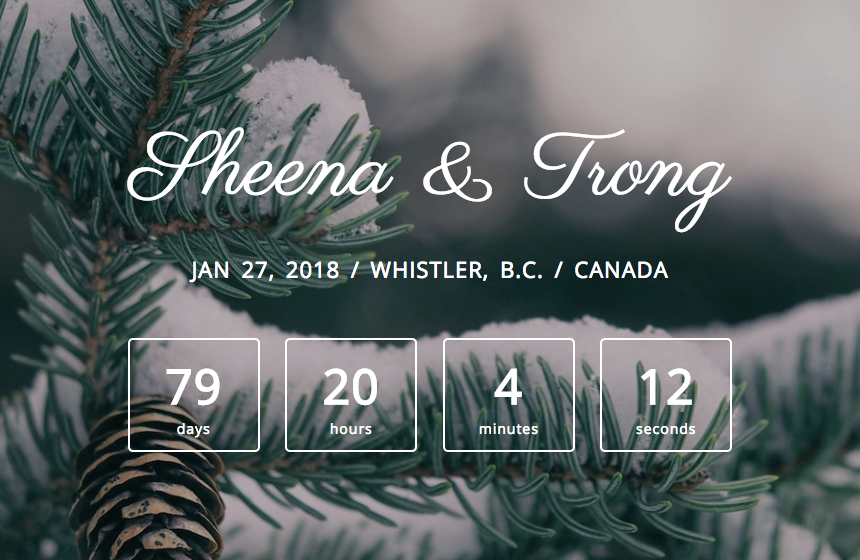 Sheena & Trong
JAN 27, 2018 / WHISTLER, B.C. / CANADA
79 20 4 12
days hours minutes seconds